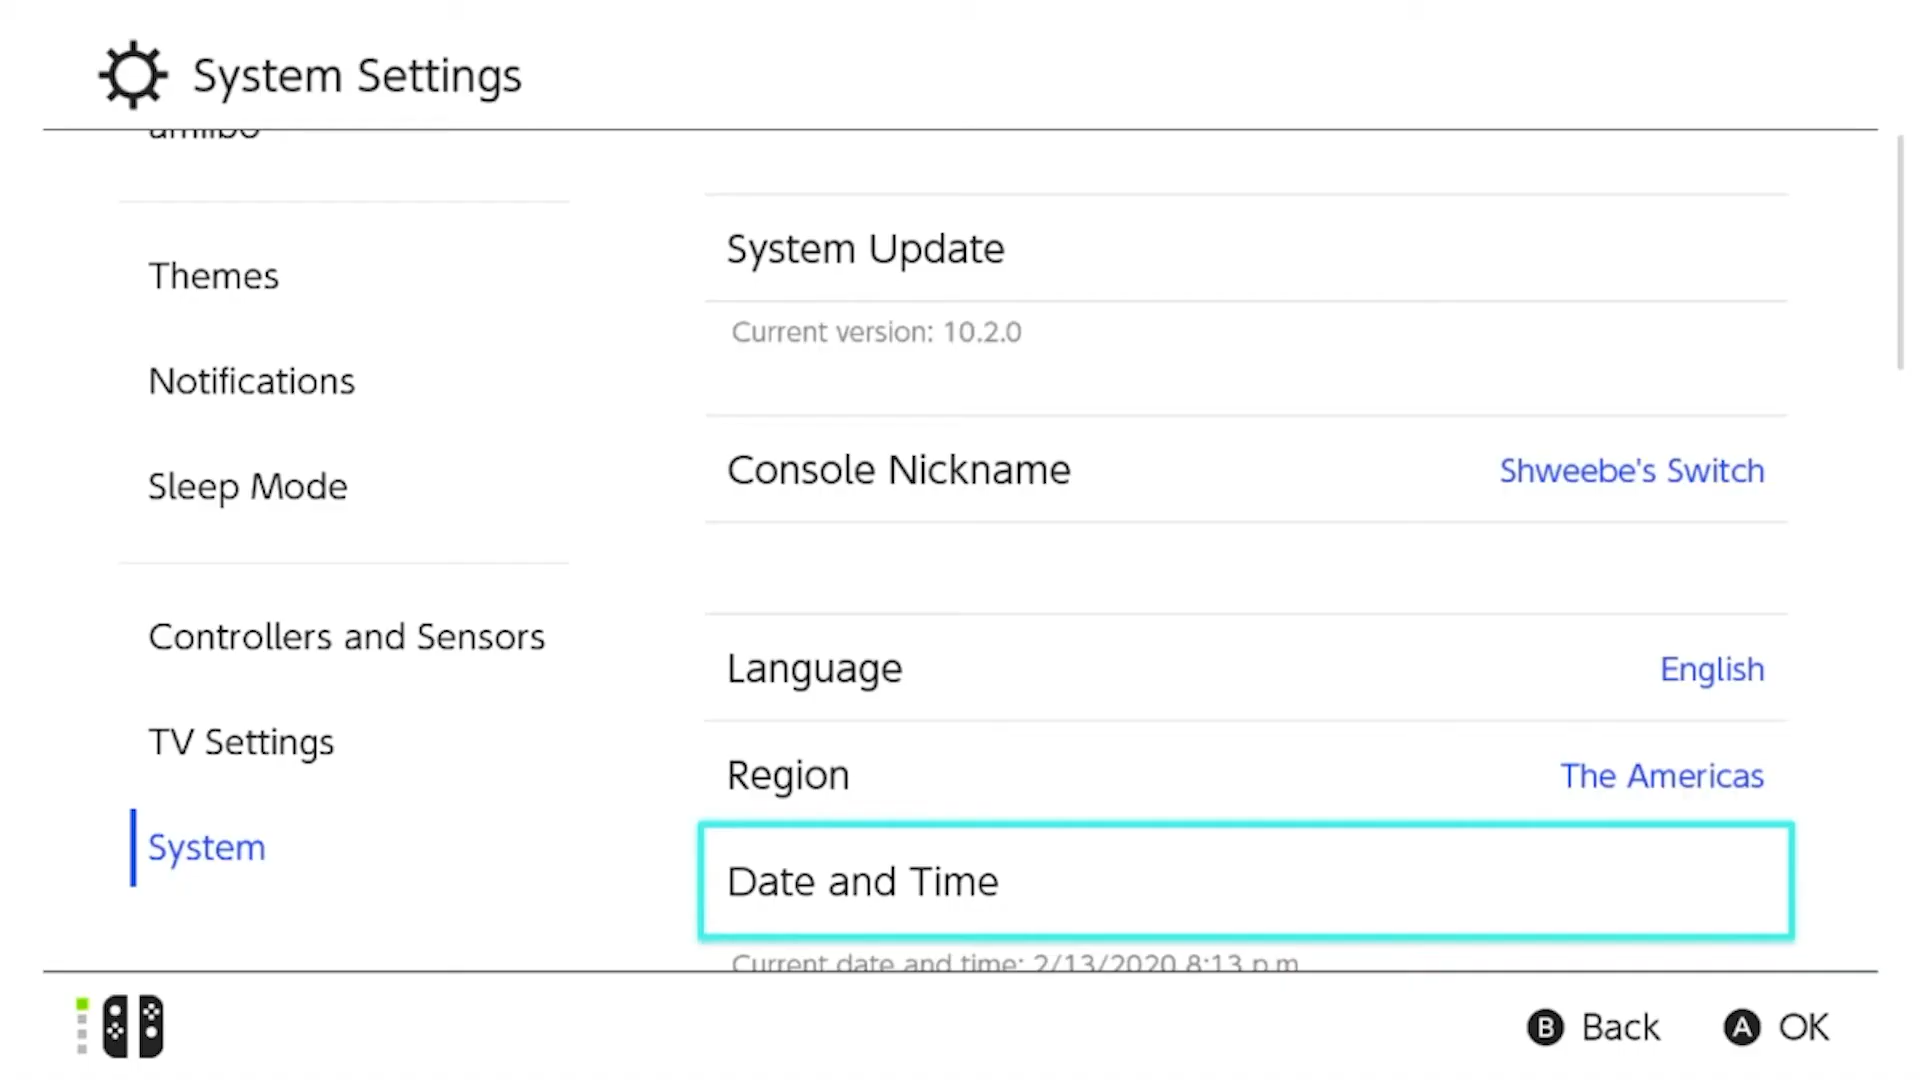 System Settings
amiibo
Themes
Notifications
Sleep Mode
Controllers and Sensors
TV Settings
System
System Update
Current version: 10.2.0
Console Nickname
Shweebe's Switch
Language
English
Region
The Americas
Date and Time
Current date and time: 2/13/2020 8:13 p.m.
B Back
A OK